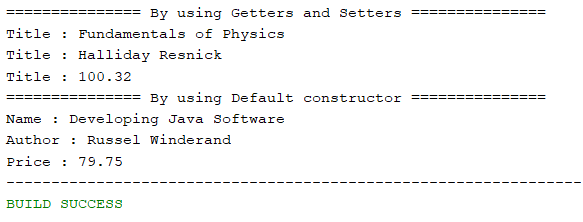 =============== By using Getters and Setters ===============
Title : Fundamentals of Physics
Title : Halliday Resnick
Title : 100.32
=============== By using Default constructor ===============
Name : Developing Java Software
Author : Russel Winderand
Price : 79.75
------------------------------------------------------------------------
BUILD SUCCESS